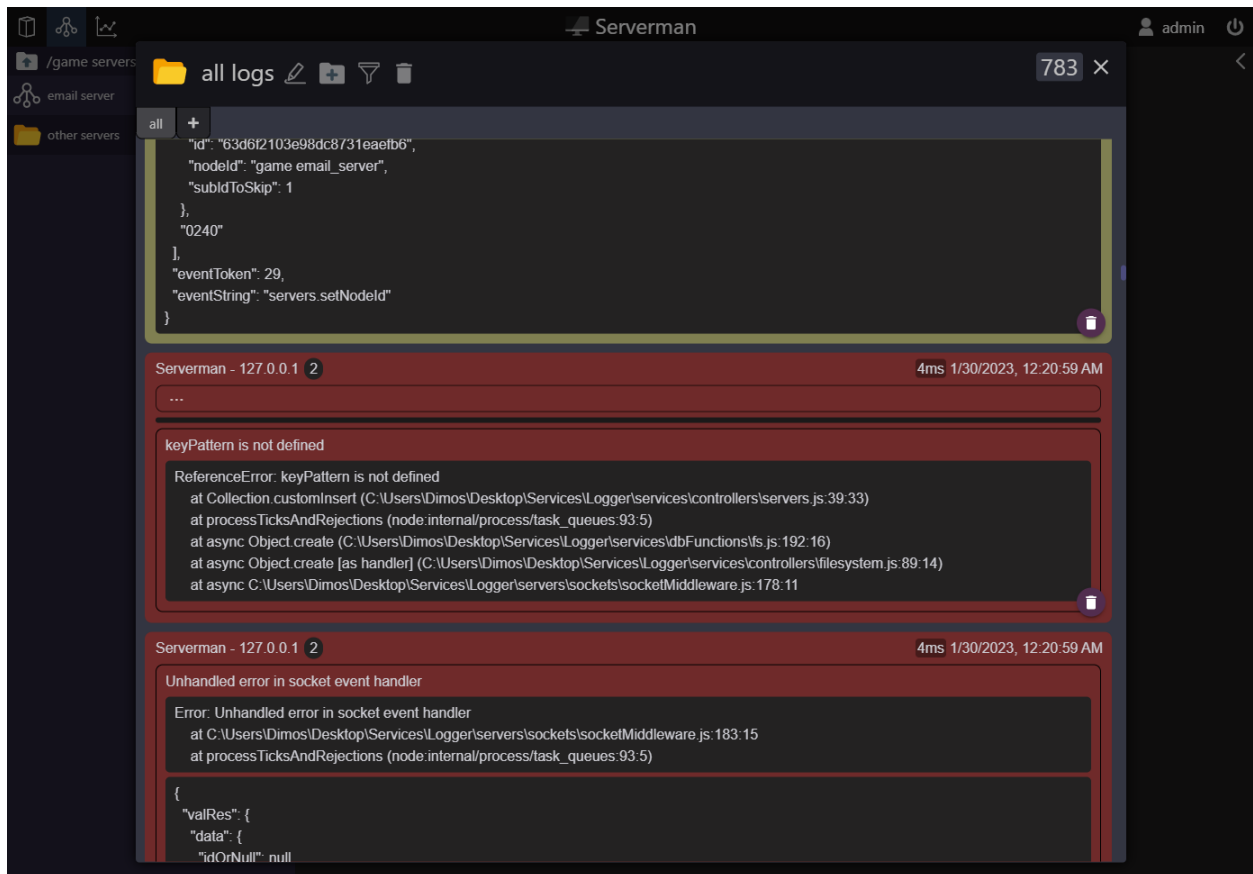 Serverman
admin
/game servers
email server
other servers
all logs
783
all +
"id": "63d6f2103e98dc8731eaefb6",
"nodeId": "game email_server",
"subIdToSkip": 1
},
"0240"
],
"eventToken": 29,
"eventString": "servers.setNodeId"
}
Serverman - 127.0.0.1 2
4ms 1/30/2023, 12:20:59 AM
...
keyPattern is not defined
ReferenceError: keyPattern is not defined
at Collection.customInsert (C:\Users\Dimos\Desktop\Services\Logger\services\controllers\servers.js:39:33)
at processTicksAndRejections (node:internal/process/task_queues:93:5)
at async Object.create (C:\Users\Dimos\Desktop\Services\Logger\services\dbFunctions\fs.js:192:16)
at async Object.create [as handler] (C:\Users\Dimos\Desktop\Services\Logger\services\controllers\filesystem.js:89:14)
at async C:\Users\Dimos\Desktop\Services\Logger\servers\sockets\socketMiddleware.js:178:11
Serverman - 127.0.0.1 2
4ms 1/30/2023, 12:20:59 AM
Unhandled error in socket event handler
Error: Unhandled error in socket event handler
at C:\Users\Dimos\Desktop\Services\Logger\servers\sockets\socketMiddleware.js:183:15
at processTicksAndRejections (node:internal/process/task_queues:93:5)
{
"valRes": {
"data": {
"idOrNull": null